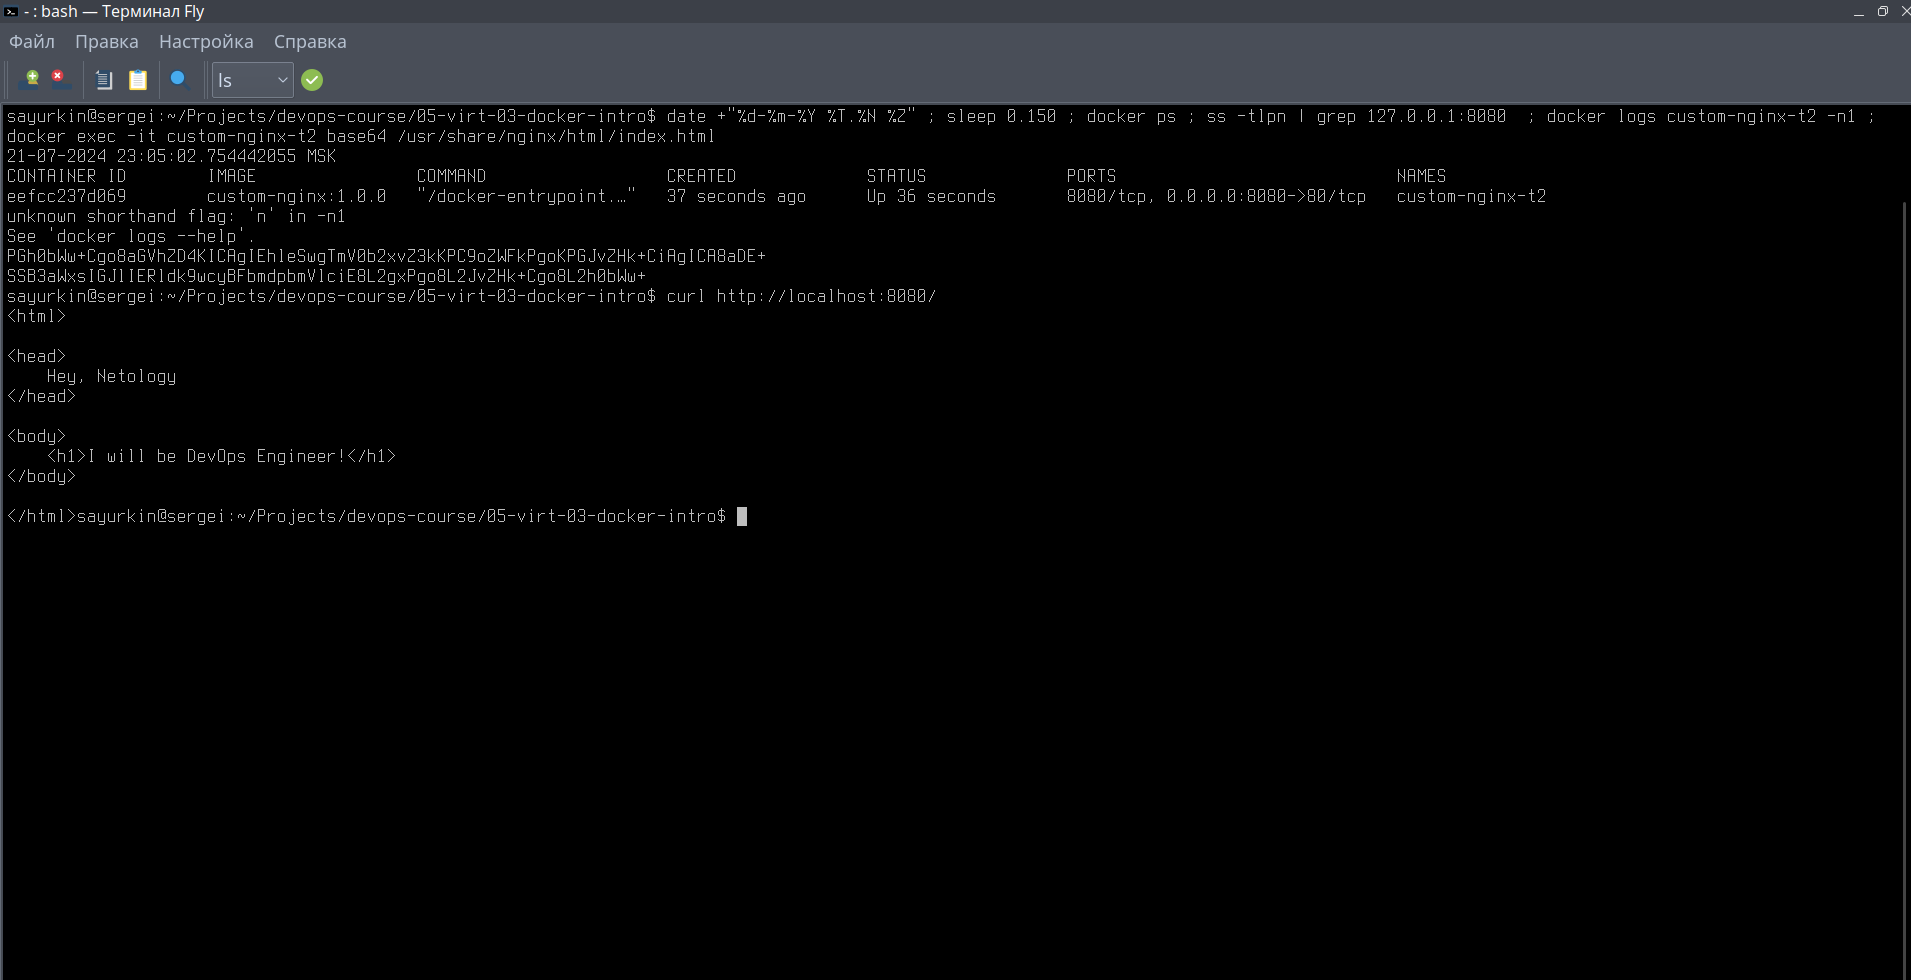 - : bash — Терминал Fly
Файл Правка Настройка Справка
ls
sayurkin@sergei:~/Projects/devops-course/05-virt-03-docker-intro$ date +"%d-%m-%Y %T.%N %Z" ; sleep 0.150 ; docker ps ; ss -tlpn | grep 127.0.0.1:8080  ; docker logs custom-nginx-t2 -n1 ;
docker exec -it custom-nginx-t2 base64 /usr/share/nginx/html/index.html
21-07-2024 23:05:02.754442055 MSK
CONTAINER ID        IMAGE                COMMAND                  CREATED             STATUS              PORTS                            NAMES
eefcc237d069        custom-nginx:1.0.0   "/docker-entrypoint.…"   37 seconds ago      Up 36 seconds       8080/tcp, 0.0.0.0:8080->80/tcp   custom-nginx-t2
unknown shorthand flag: 'n' in -n1
See 'docker logs --help'.
PGh0bWw+Cgo8aGVhZD4KICAgIEhleSwgTmV0b2xvZ3kKPC9oZWFkPgoKPGJvZHk+CiAgICA8aDE+
SSB3aWxsIGJlIERldk9wcyBFbmdpbmVlciE8L2gxPgo8L2JvZHk+Cgo8L2h0bWw+
sayurkin@sergei:~/Projects/devops-course/05-virt-03-docker-intro$ curl http://localhost:8080/
<html>
<head>
    Hey, Netology
</head>
<body>
    <h1>I will be DevOps Engineer!</h1>
</body>
</html>sayurkin@sergei:~/Projects/devops-course/05-virt-03-docker-intro$